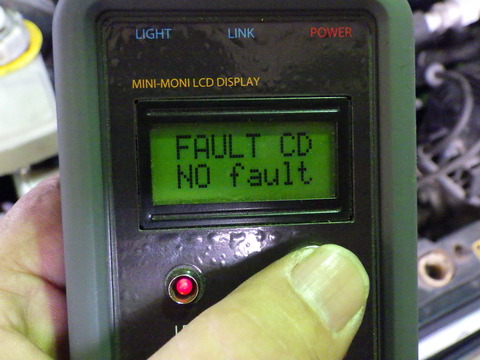 LIGHT LINK POWER
MINI-MONI LCD DISPLAY
FAULT CD
NO fault